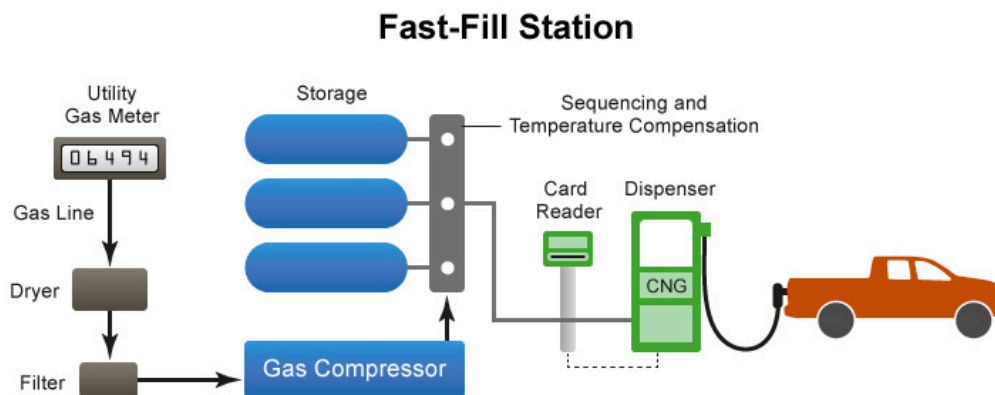 Fast-Fill Station
Utility
Gas Meter
06494
Gas Line
Dryer
Filter
Storage
Gas Compressor
Sequencing and
Temperature Compensation
Card
Reader
Dispenser
CNG